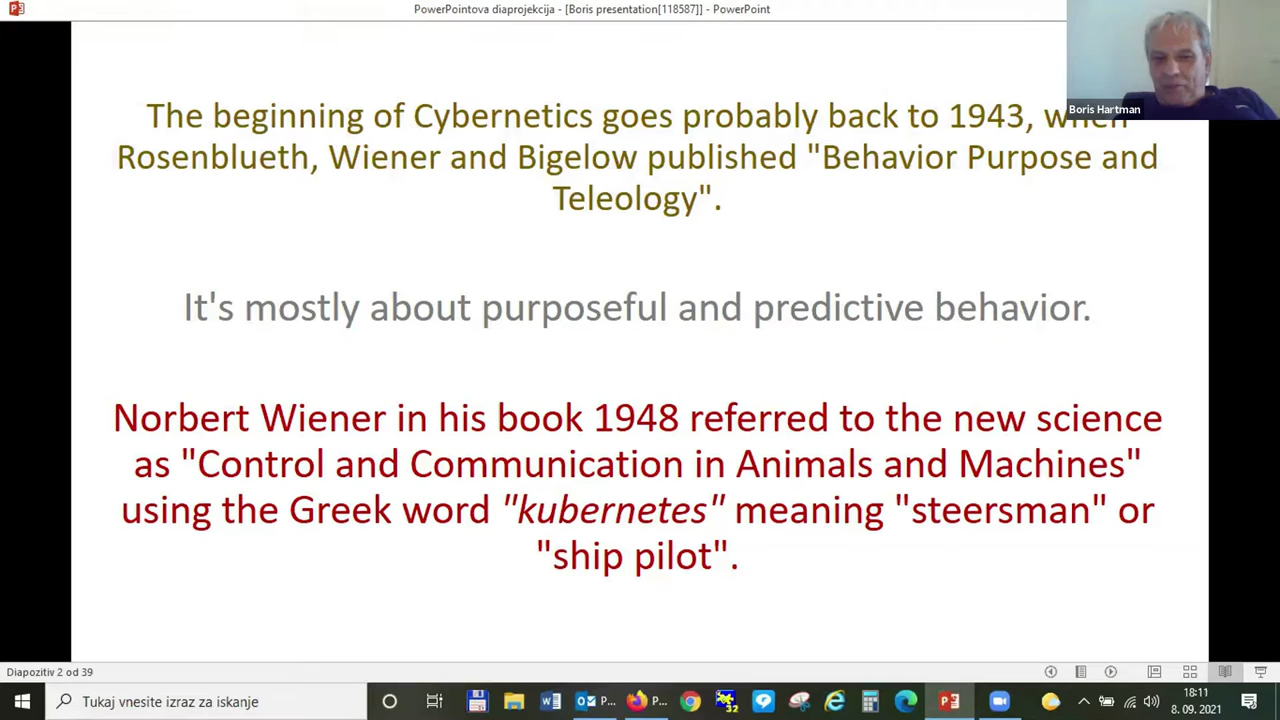 PowerPointova diaprojekcija - [Boris presentation[118587]] - PowerPoint
Boris Hartman
The beginning of Cybernetics goes probably back to 1943, when
Rosenblueth, Wiener and Bigelow published "Behavior Purpose and
Teleology".
It's mostly about purposeful and predictive behavior.
Norbert Wiener in his book 1948 referred to the new science
as "Control and Communication in Animals and Machines"
using the Greek word "kubernetes" meaning "steersman" or
"ship pilot".
Diapozitiv 2 od 39
Tukaj vnesite izraz za iskanje
P...
P...
32
18:11
8. 09. 2021